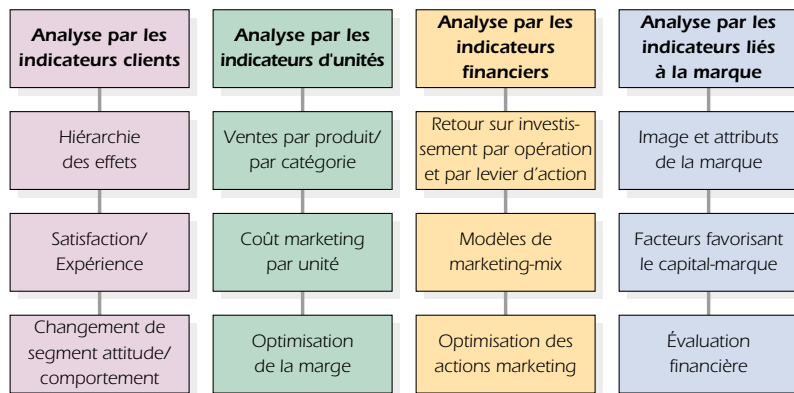 Analyse par les
indicateurs clients
Hiérarchie
des effets
Satisfaction/
Expérience
Changement de
segment attitude/
comportement
Analyse par les
indicateurs d'unités
Ventes par produit/
par catégorie
Coût marketing
par unité
Optimisation
de la marge
Analyse par les
indicateurs
financiers
Retour sur investis-
sement par opération
et par levier d’action
Modèles de
marketing-mix
Optimisation des
actions marketing
Analyse par les
indicateurs liés
à la marque
Image et attributs
de la marque
Facteurs favorisant
le capital-marque
Évaluation
financière